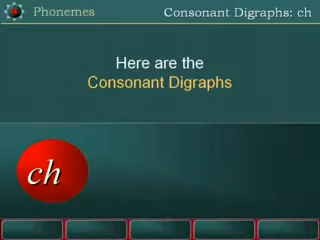 Phonemes
Consonant Digraphs: ch
Here are the
Consonant Digraphs
ch